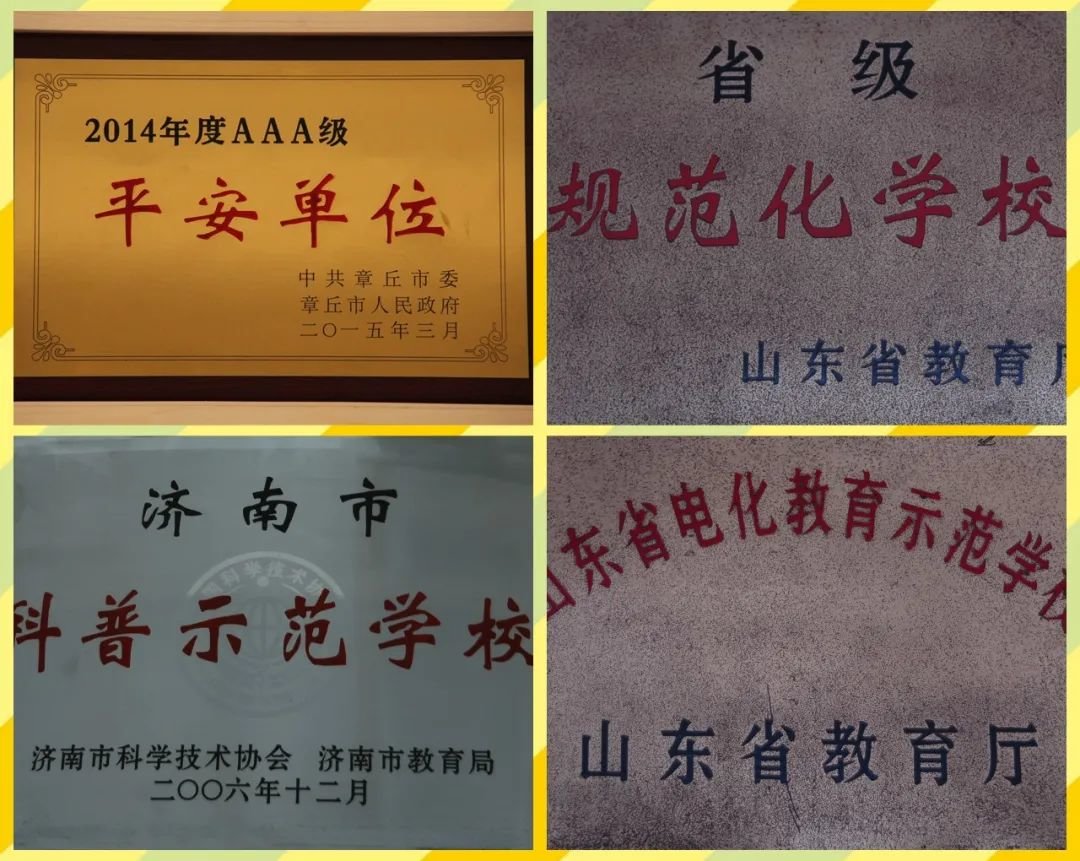 2014年度AAA级
平安单位
中共章丘市委
章丘市人民政府
二〇一五年三月
省级
规范化学校
山东省教育厅
济南市
科普示范学校
济南市科学技术协会 济南市教育局
二〇〇六年十二月
山东省电化教育示范学校
山东省教育厅